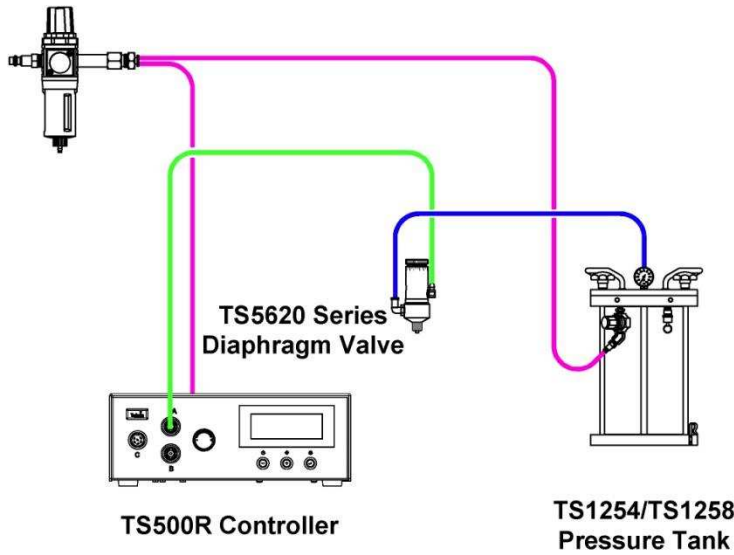 TS5620 Series
Diaphragm Valve
A
C
B
TS500R Controller
TS1254/TS1258
Pressure Tank